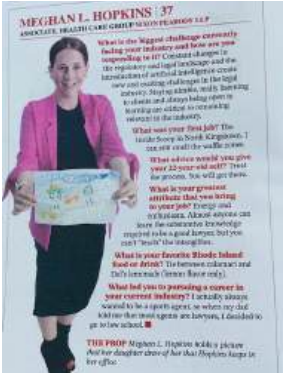 MEGHAN L. HOPKINS | 37
ASSOCIATE, HEALTH CARE GROUP NIXON PEABODY LLP
What is the biggest challenge currently
facing your industry and how are you
responding to it? Constant changes in
the regulatory and legal landscape and the
introduction of artificial intelligence create
new and exciting challenges in the legal
industry. Staying nimble, really listening
to clients and always being open to
learning are critical to remaining
relevant in the industry.
What was your first job? The
Inside Scoop in North Kingstown. I
can still smell the waffle cones.
What advice would you give
your 22-year-old self? Trust
the process. You will get there.
What is your greatest
attribute that you bring
to your job? Energy and
enthusiasm. Almost anyone can
learn the substantive knowledge
required to be a good lawyer, but you
can't "teach" the intangibles.
What is your favorite Rhode Island
food or drink? Tie between calamari and
Del's lemonade (lemon flavor only).
What led you to pursuing a career in
your current industry? I actually always
wanted to be a sports agent, so when my dad
told me that most agents are lawyers, I decided to
go to law school.
THE PROP Meghan L. Hopkins holds a picture
that her daughter drew of her that Hopkins keeps in
her office